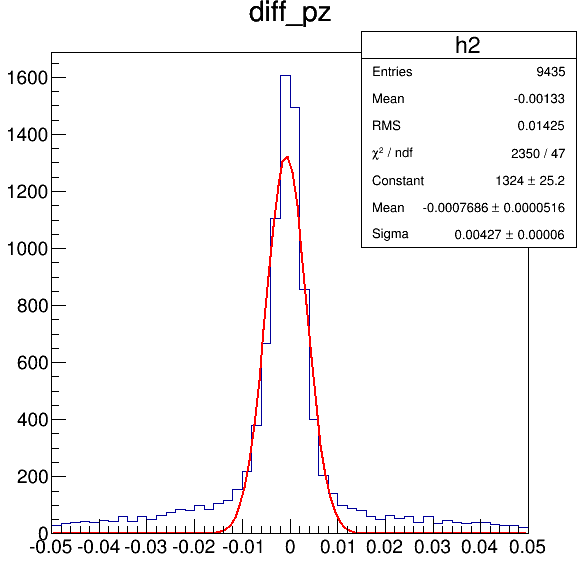 diff_pz
h2
Entries 9435
Mean -0.00133
RMS 0.01425
χ² / ndf 2350 / 47
Constant 1324 ± 25.2
Mean -0.0007686 ± 0.0000516
Sigma 0.00427 ± 0.00006
1600
1400
1200
1000
800
600
400
200
0
-0.05 -0.04 -0.03 -0.02 -0.01 0 0.01 0.02 0.03 0.04 0.05